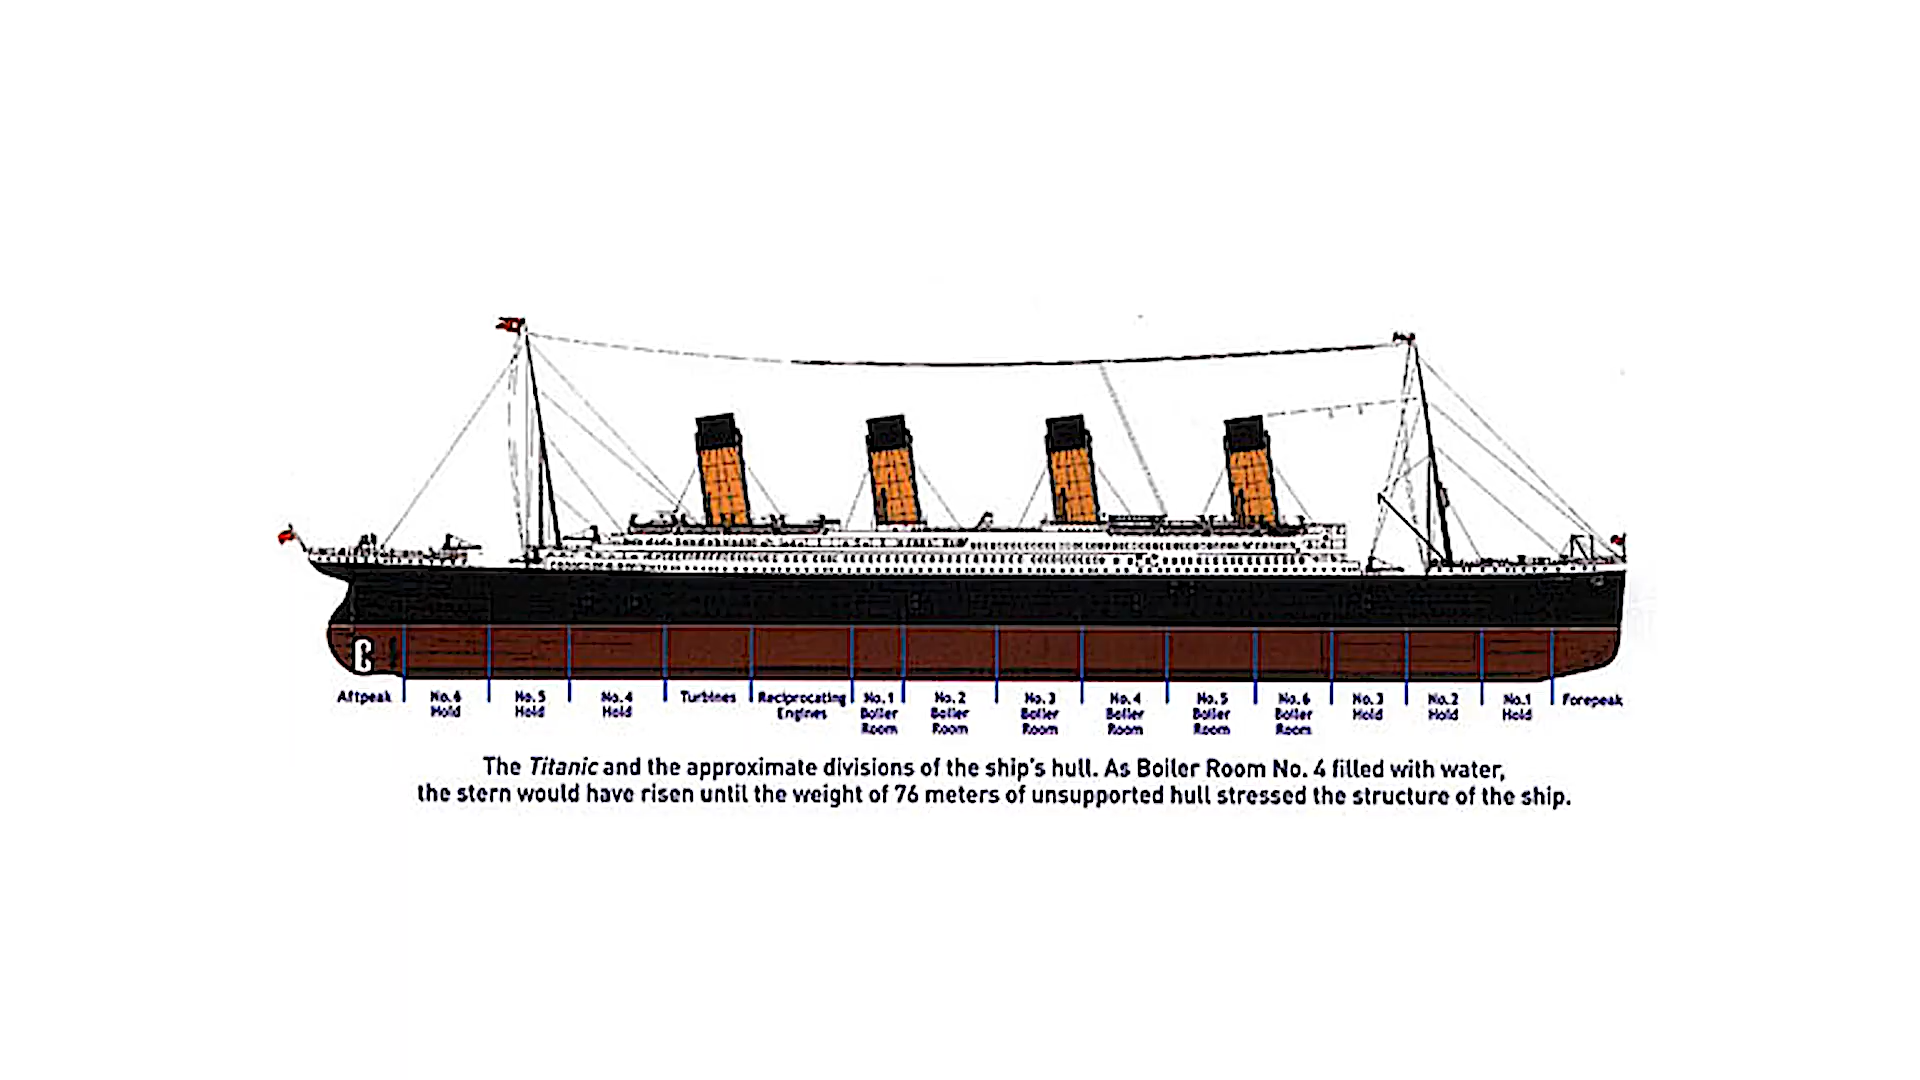 Aftpeak
No.6
Hold
No.5
Hold
No.4
Hold
Turbines
Reciprocating
Engines
No.1
Boiler
Room
No.2
Boiler
Room
No.3
Boiler
Room
No.4
Boiler
Room
No.5
Boiler
Room
No.6
Boiler
Room
No.3
Hold
No.2
Hold
No.1
Hold
Forepeak
The Titanic and the approximate divisions of the ship's hull. As Boiler Room No. 4 filled with water,
the stern would have risen until the weight of 76 meters of unsupported hull stressed the structure of the ship.